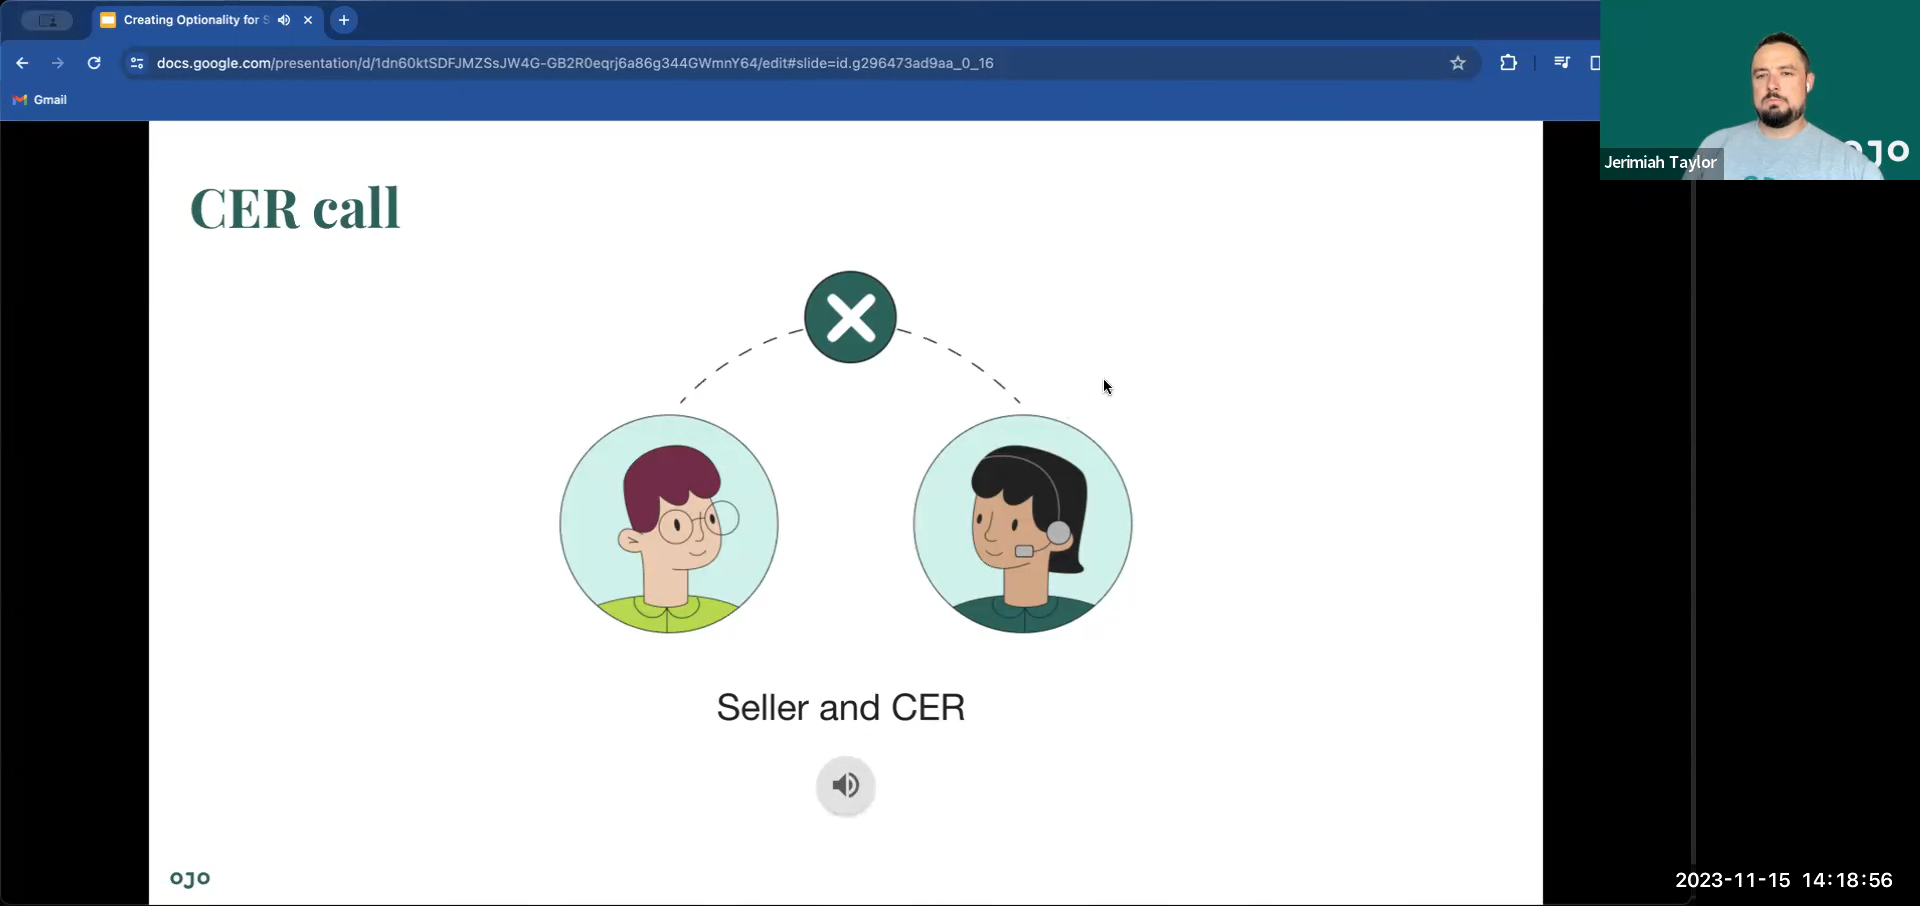 Creating Optionality for S
docs.google.com/presentation/d/1dn60ktSDFJMZSsJW4G-GB2R0eqrj6a86g344GWmnY64/edit#slide=id.g296473ad9aa_0_16
Gmail
ojo
Jerimiah Taylor
CER call
Seller and CER
ojo
2023-11-15 14:18:56